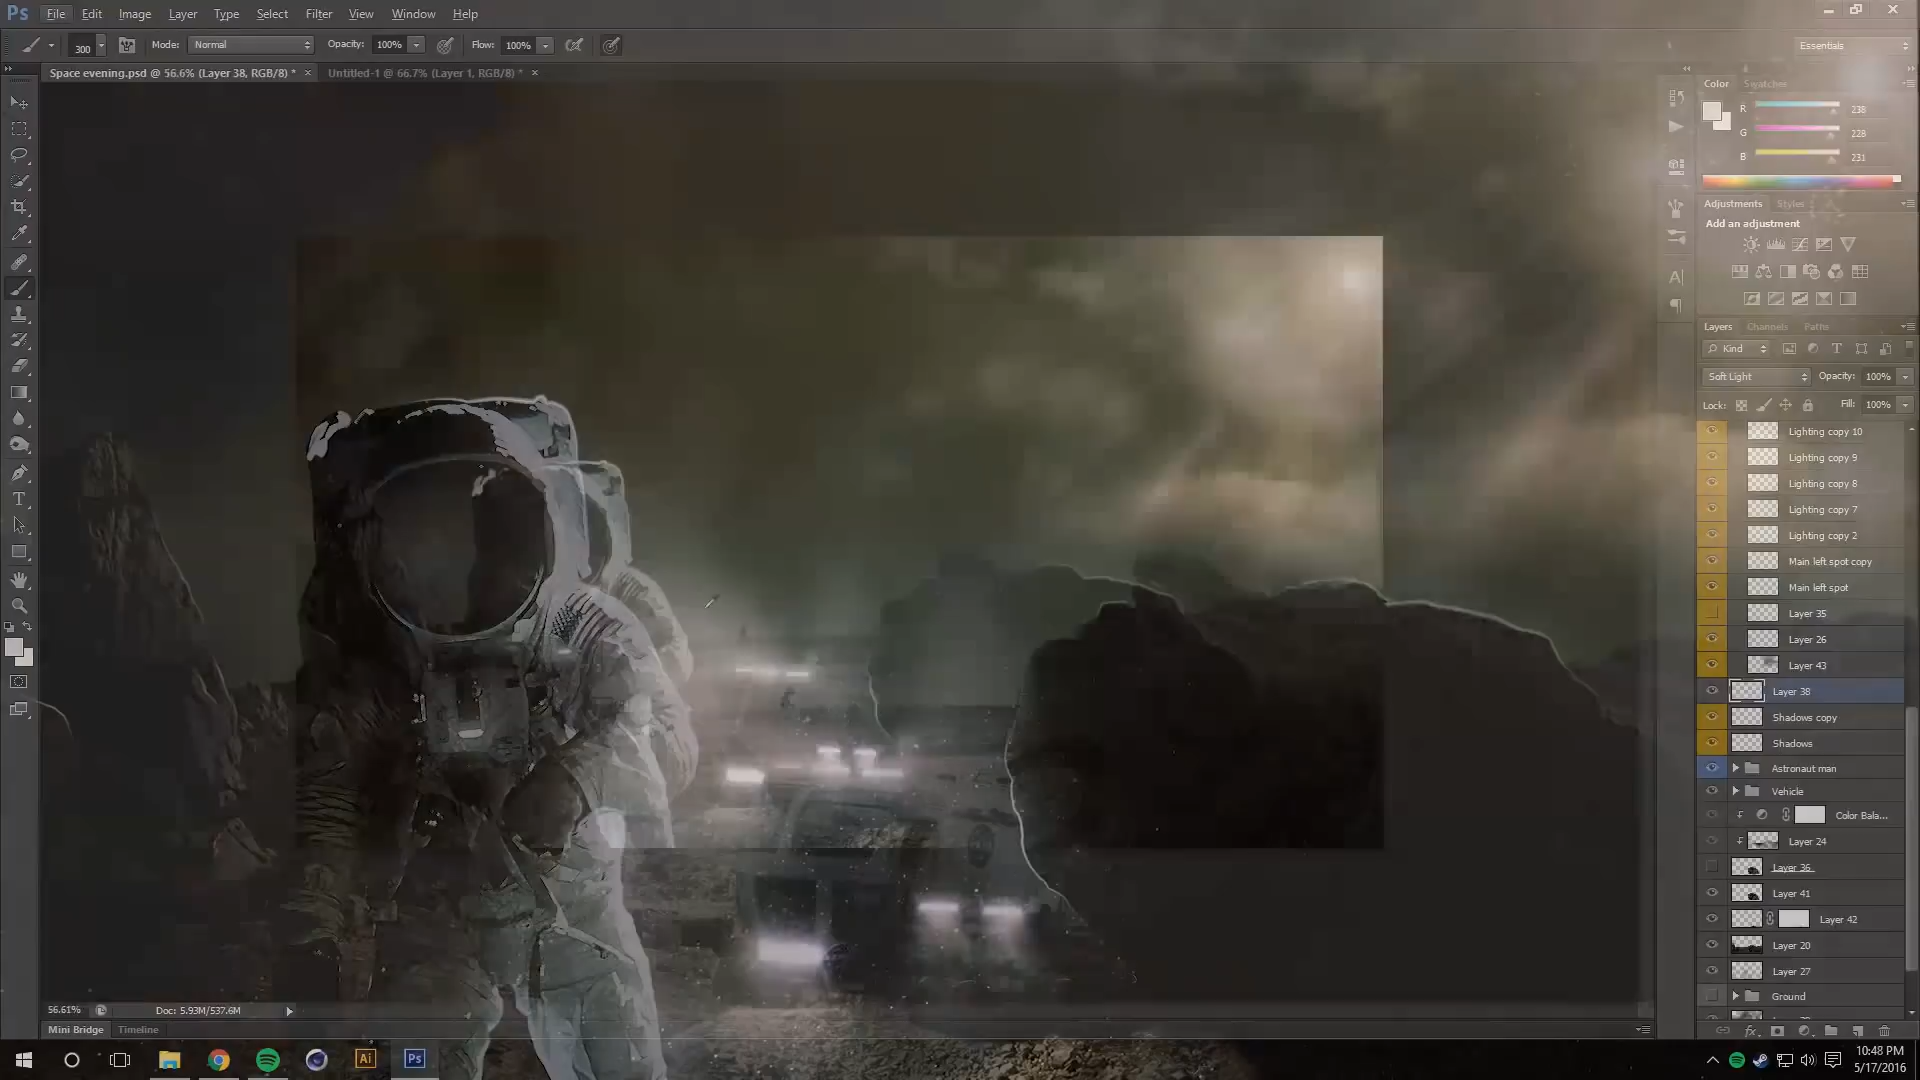 Ps File Edit Image Layer Type Select Filter View Window Help
300 Mode: Normal Opacity: 100% Flow: 100% Essentials
Space evening.psd @ 56.6% (Layer 38, RGB/8) * × Untitled-1 @ 66.7% (Layer 1, RGB/8) * ×
Color Swatches
R 238
G 228
B 231
Adjustments Styles
Add an adjustment
Layers Channels Paths
Kind
Soft Light Opacity: 100%
Lock: Fill: 100%
Lighting copy 10
Lighting copy 9
Lighting copy 8
Lighting copy 7
Lighting copy 2
Main left spot copy
Main left spot
Layer 35
Layer 26
Layer 43
Layer 38
Shadows copy
Shadows
Astronaut man
Vehicle
Color Bala...
Layer 24
Layer 36
Layer 41
Layer 42
Layer 20
Layer 27
Ground
56.61% Doc: 5.93M/537.6M
Mini Bridge Timeline
Ai Ps
10:48 PM
5/17/2016